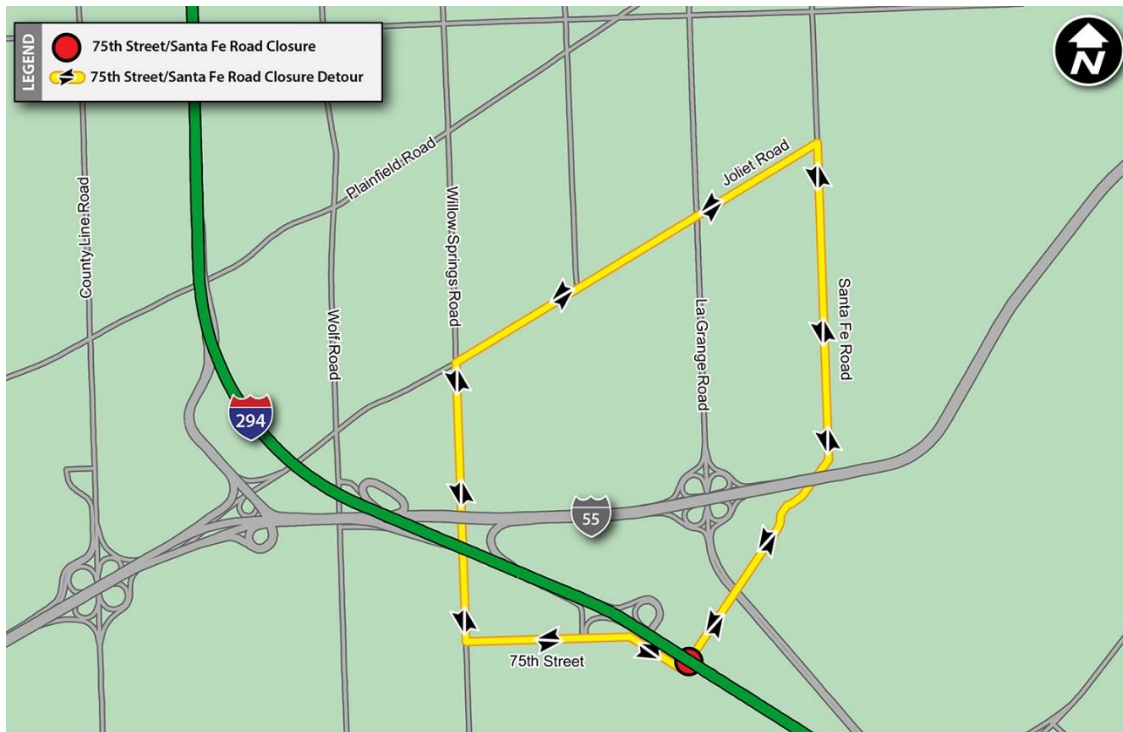 LEGEND
75th Street/Santa Fe Road Closure
75th Street/Santa Fe Road Closure Detour
N
Plainfield Road
Joliet Road
County Line Road
Willow Springs Road
Wolf Road
La Grange Road
Santa Fe Road
294
55
75th Street